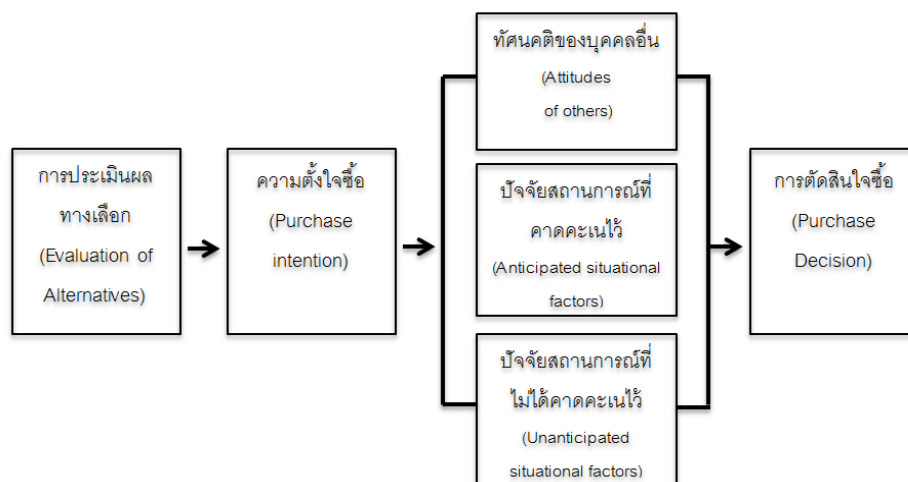 การประเมินผล
ทางเลือก
(Evaluation of
Alternatives)
ความตั้งใจซื้อ
(Purchase
intention)
ทัศนคติของบุคคลอื่น
(Attitudes
of others)
ปัจจัยสถานการณ์ที่
คาดคะเนไว้
(Anticipated situational
factors)
ปัจจัยสถานการณ์ที่
ไม่ได้คาดคะเนไว้
(Unanticipated
situational factors)
การตัดสินใจซื้อ
(Purchase
Decision)